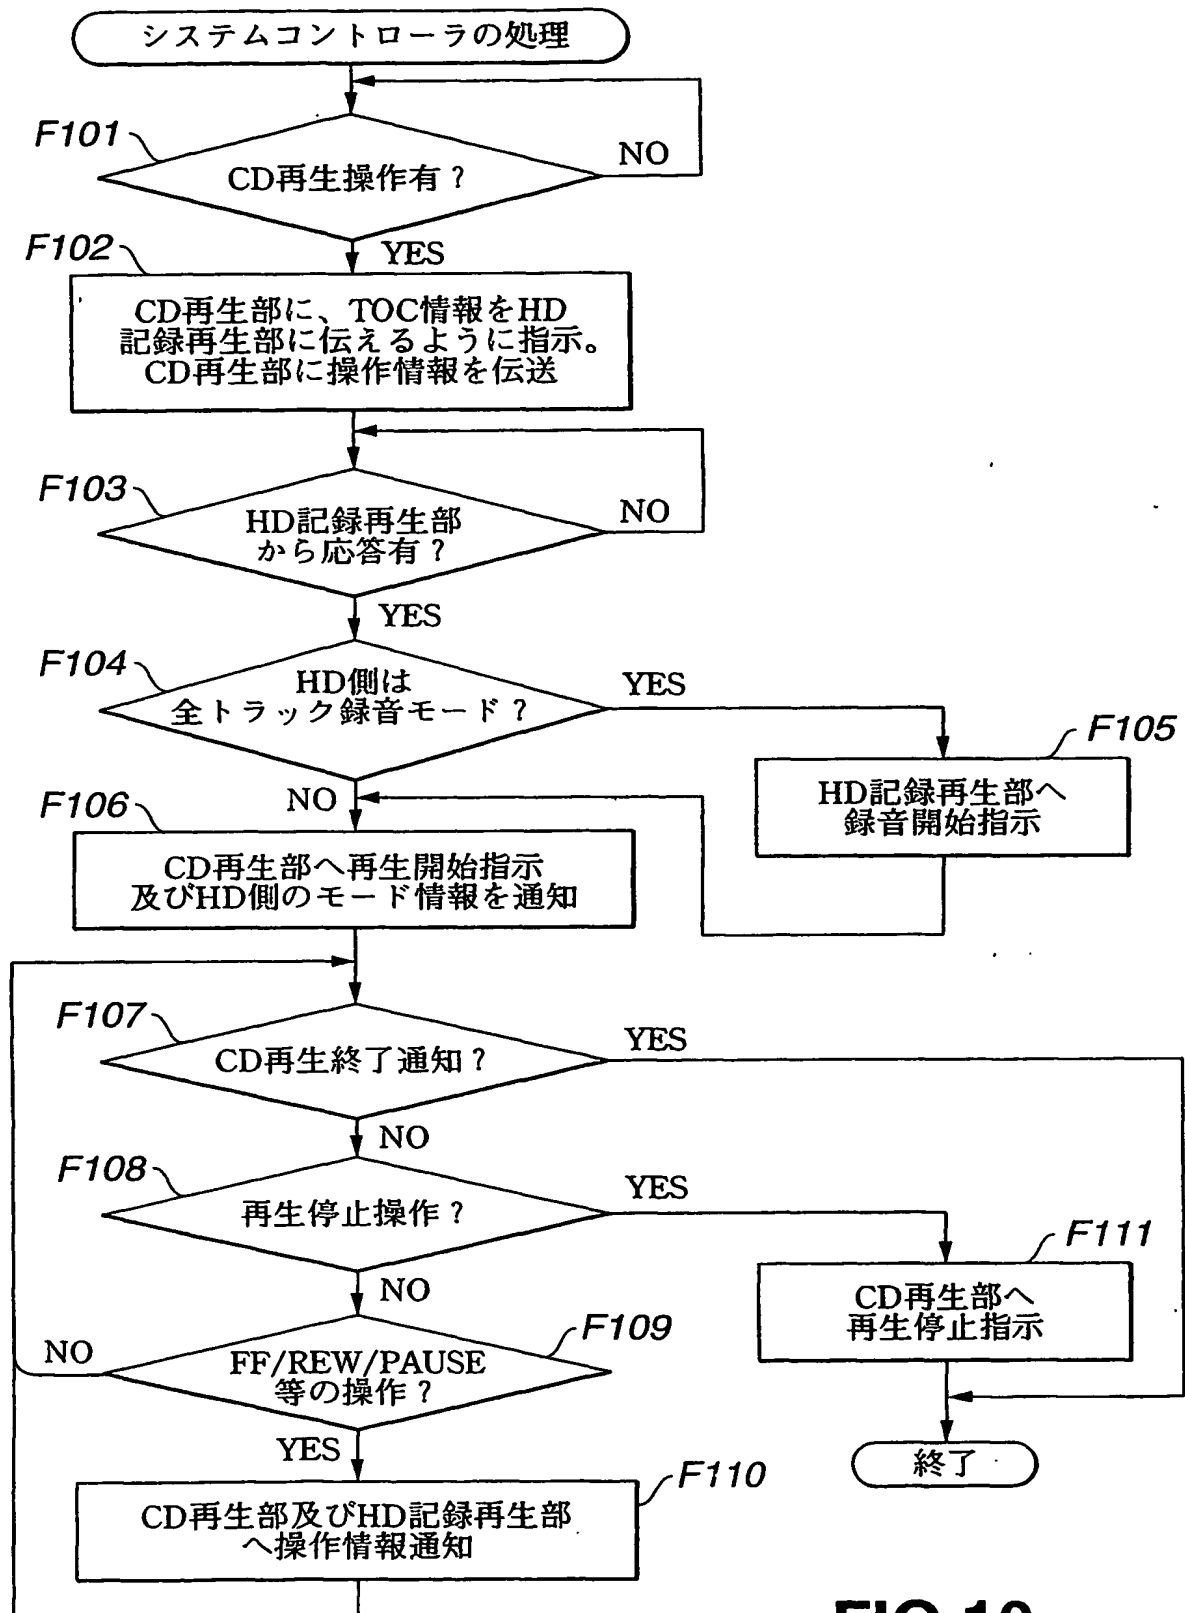 システムコントローラの処理
F101
CD再生操作有?
NO
YES
F102
CD再生部に、TOC情報をHD
記録再生部に伝えるように指示。
CD再生部に操作情報を伝送
F103
HD記録再生部
から応答有?
NO
YES
F104
HD側は
全トラック録音モード?
YES
F105
HD記録再生部へ
録音開始指示
NO
F106
CD再生部へ再生開始指示
及びHD側のモード情報を通知
F107
CD再生終了通知?
YES
NO
F108
再生停止操作?
YES
F111
CD再生部へ
再生停止指示
NO
F109
FF/REW/PAUSE
等の操作?
NO
YES
終了
F110
CD再生部及びHD記録再生部
へ操作情報通知